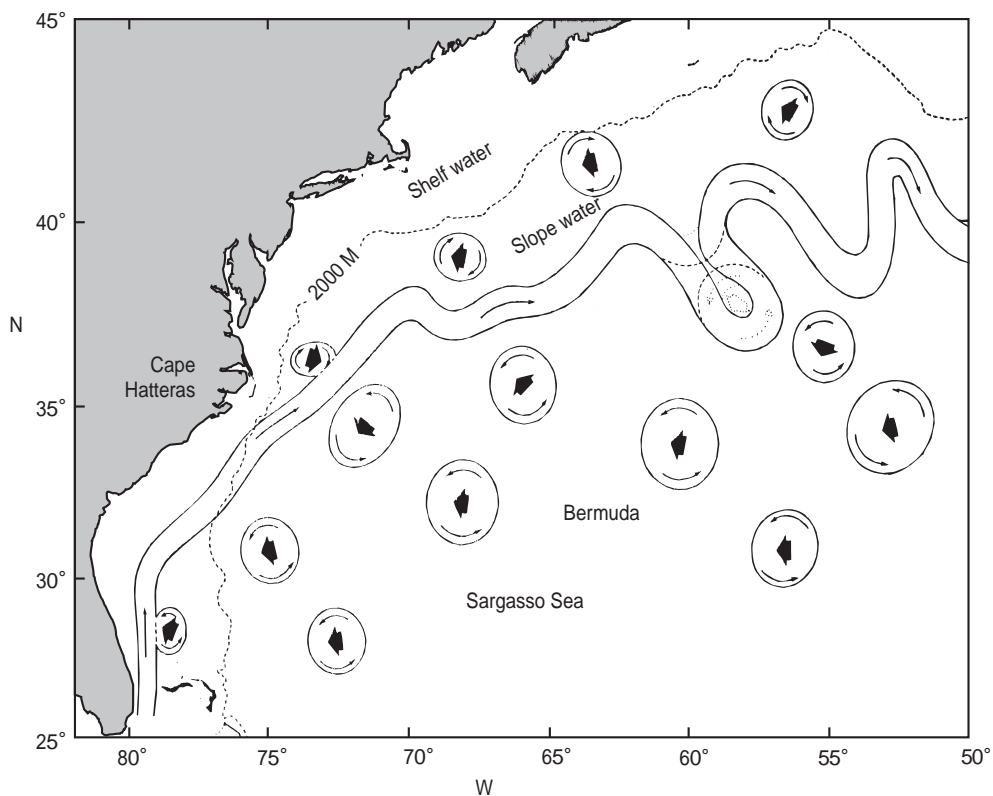 45°
40°
35°
30°
25°
N
80°
75°
70°
65°
60°
55°
50°
W
Shelf water
Slope water
2000 M
Cape
Hatteras
Bermuda
Sargasso Sea